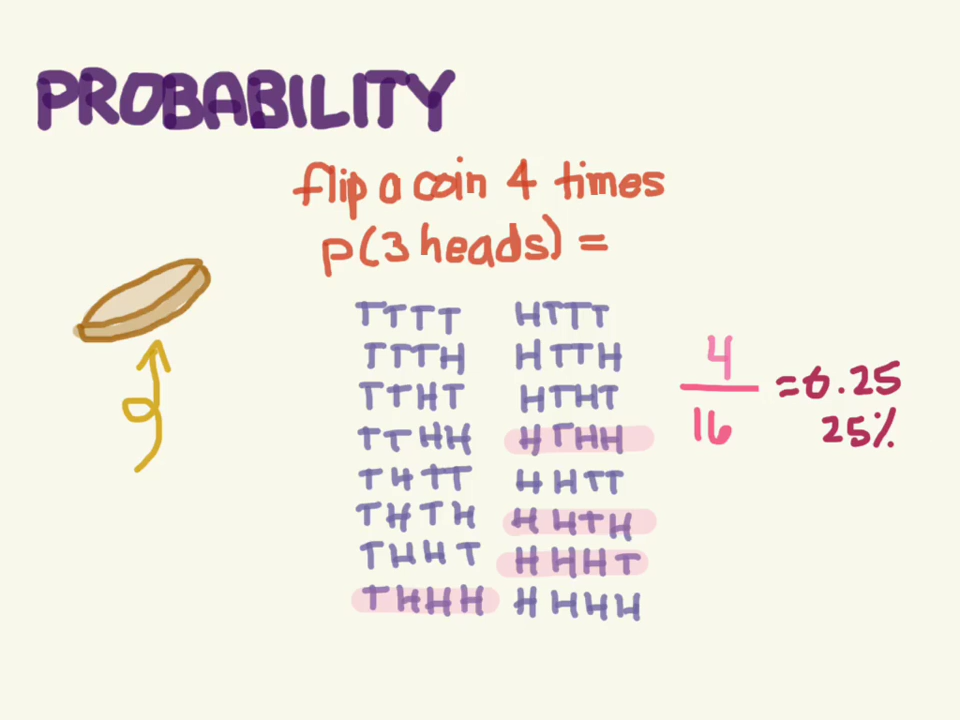 PROBABILITY
flip a coin 4 times
p(3 heads) =
TTTT
TTTH
TTHT
TTHH
THTT
THTH
THHT
THHH
HTTT
HTTH
HTHT
HTHH
HHTT
HHTH
HHHT
HHHH
4
16
=0.25
25%